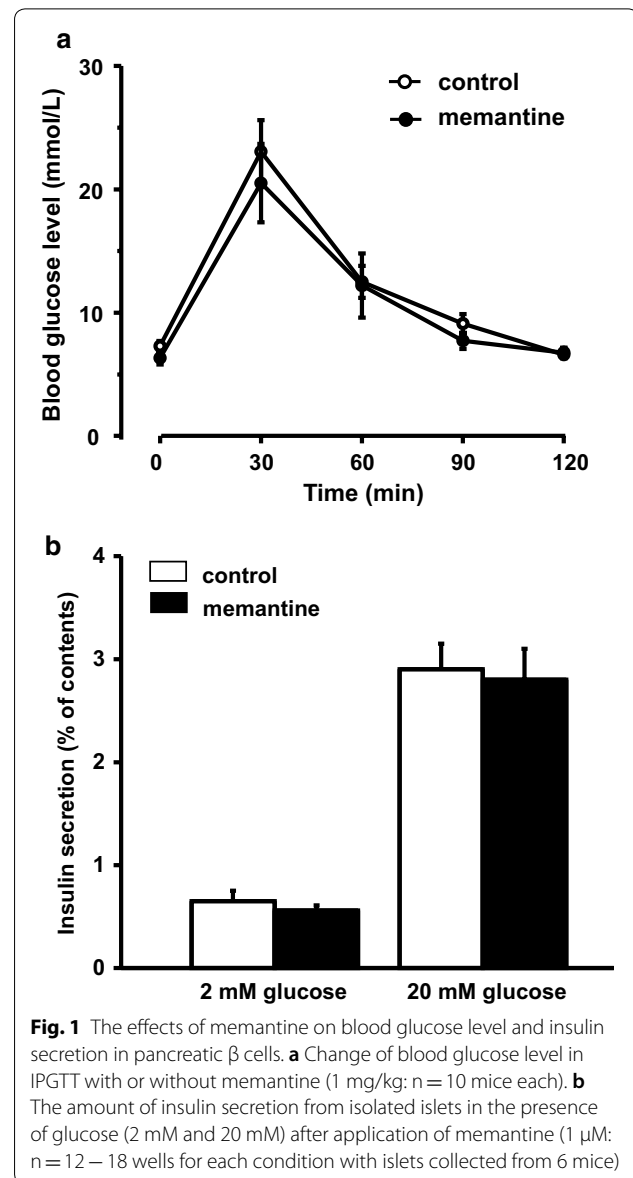 a
30
control
memantine
20
10
0
Blood glucose level (mmol/L)
0 30 60 90 120
Time (min)
b
4
control
memantine
3
2
1
0
Insulin secretion (% of contents)
2 mM glucose 20 mM glucose
Fig. 1 The effects of memantine on blood glucose level and insulin
secretion in pancreatic β cells. a Change of blood glucose level in
IPGTT with or without memantine (1 mg/kg: n = 10 mice each). b
The amount of insulin secretion from isolated islets in the presence
of glucose (2 mM and 20 mM) after application of memantine (1 μM:
n = 12 – 18 wells for each condition with islets collected from 6 mice)